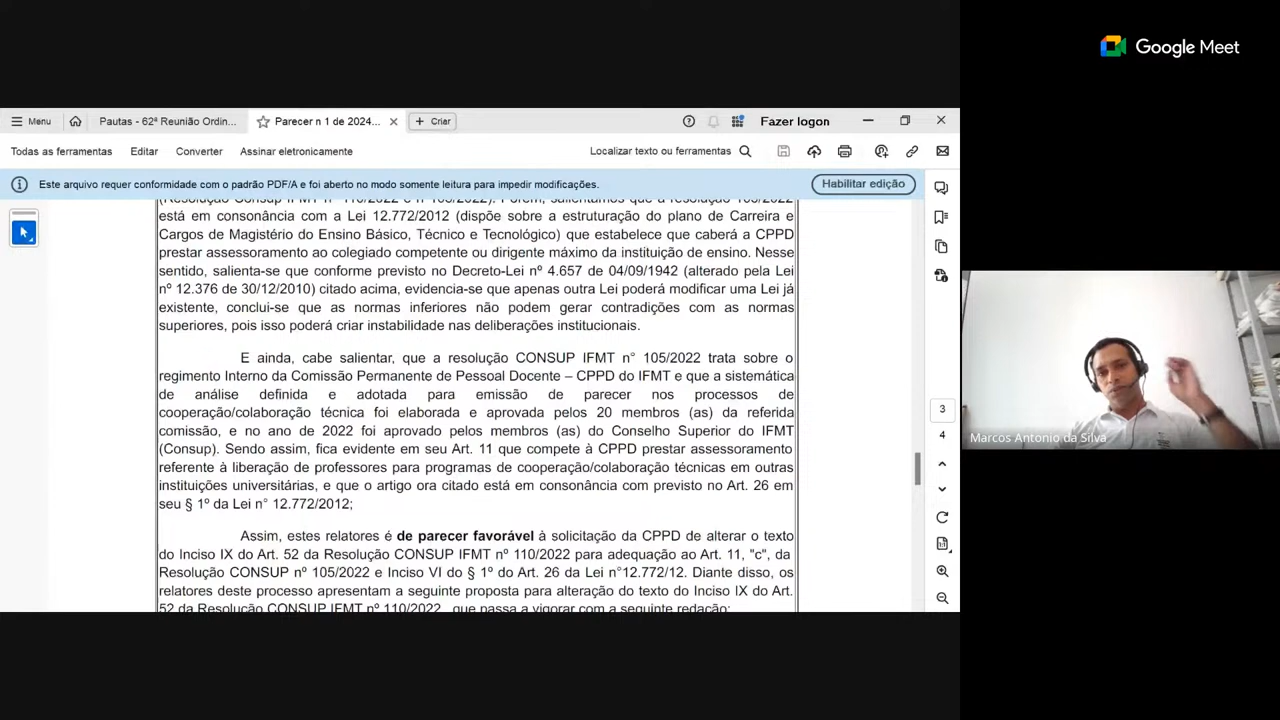 Google Meet
Menu
Pautas - 62ª Reunião Ordin...
Parecer n 1 de 2024...
Criar
Fazer logon
Todas as ferramentas
Editar
Converter
Assinar eletronicamente
Localizar texto ou ferramentas
Este arquivo requer conformidade com o padrão PDF/A e foi aberto no modo somente leitura para impedir modificações.
Habilitar edição
está em consonância com a Lei 12.772/2012 (dispõe sobre a estruturação do plano de Carreira e
Cargos de Magistério do Ensino Básico, Técnico e Tecnológico) que estabelece que caberá a CPPD
prestar assessoramento ao colegiado competente ou dirigente máximo da instituição de ensino. Nesse
sentido, salienta-se que conforme previsto no Decreto-Lei nº 4.657 de 04/09/1942 (alterado pela Lei
nº 12.376 de 30/12/2010) citado acima, evidencia-se que apenas outra Lei poderá modificar uma Lei já
existente, conclui-se que as normas inferiores não podem gerar contradições com as normas
superiores, pois isso poderá criar instabilidade nas deliberações institucionais.
E ainda, cabe salientar, que a resolução CONSUP IFMT n° 105/2022 trata sobre o
regimento Interno da Comissão Permanente de Pessoal Docente – CPPD do IFMT e que a sistemática
de análise definida e adotada para emissão de parecer nos processos de
cooperação/colaboração técnica foi elaborada e aprovada pelos 20 membros (as) da referida
comissão, e no ano de 2022 foi aprovado pelos membros (as) do Conselho Superior do IFMT
(Consup). Sendo assim, fica evidente em seu Art. 11 que compete à CPPD prestar assessoramento
referente à liberação de professores para programas de cooperação/colaboração técnicas em outras
instituições universitárias, e que o artigo ora citado está em consonância com previsto no Art. 26 em
seu § 1º da Lei n° 12.772/2012;
Assim, estes relatores é de parecer favorável à solicitação da CPPD de alterar o texto
do Inciso IX do Art. 52 da Resolução CONSUP IFMT nº 110/2022 para adequação ao Art. 11, "c", da
Resolução CONSUP nº 105/2022 e Inciso VI do § 1º do Art. 26 da Lei n°12.772/12. Diante disso, os
relatores deste processo apresentam a seguinte proposta para alteração do texto do Inciso IX do Art.
52 da Resolução CONSUP IFMT nº 110/2022 , que passa a vigorar com a seguinte redação:
3
4
Marcos Antonio da Silva